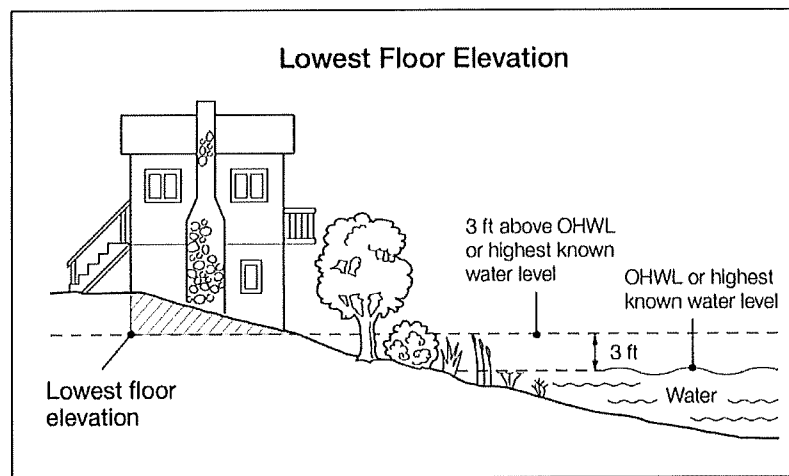 Lowest Floor Elevation
3 ft above OHWL
or highest known
water level
OHWL or highest
known water level
3 ft
Lowest floor
elevation
Water